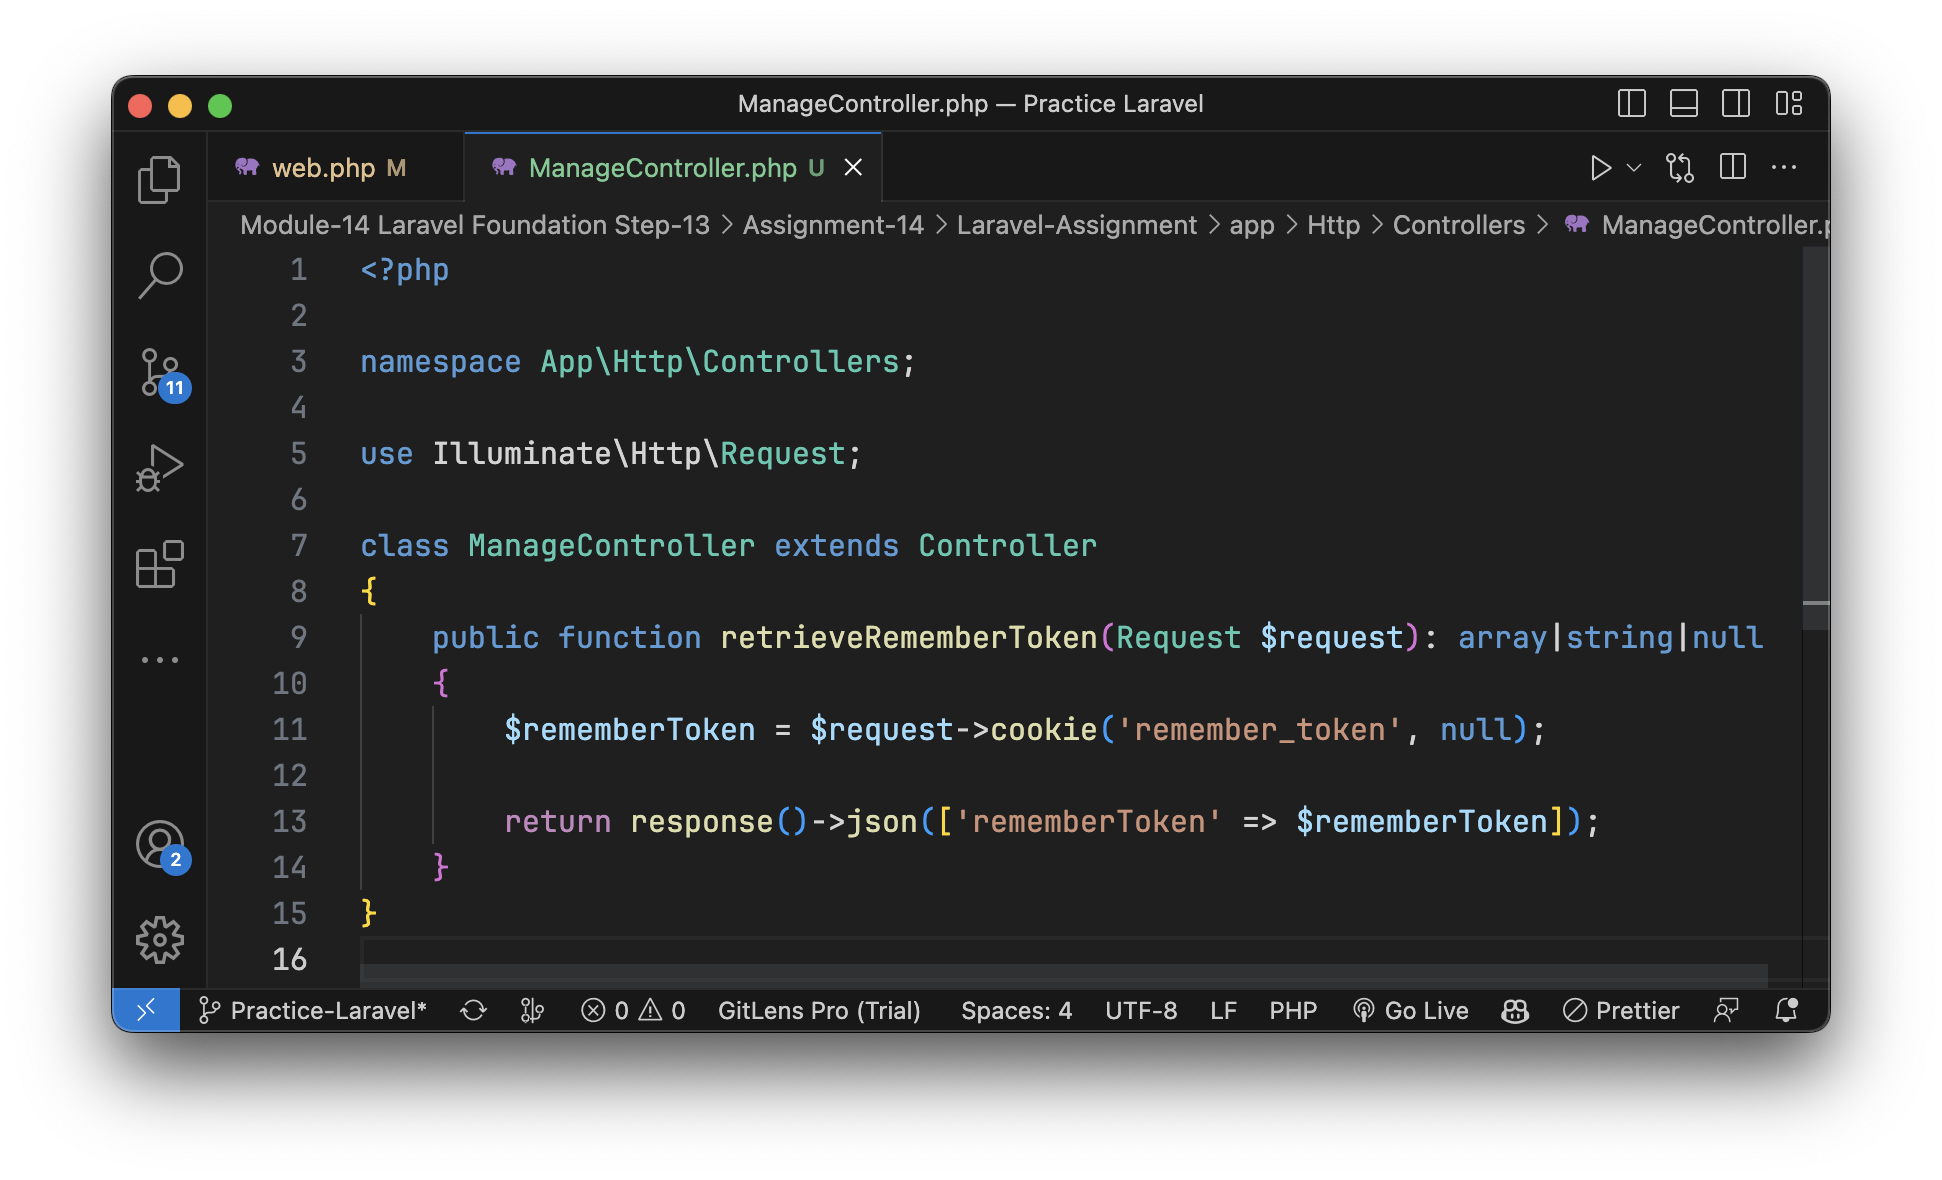 ManageController.php — Practice Laravel
web.php M
ManageController.php U
Module-14 Laravel Foundation Step-13 > Assignment-14 > Laravel-Assignment > app > Http > Controllers > ManageController.p
1 <?php
2
3 namespace App\Http\Controllers;
4
5 use Illuminate\Http\Request;
6
7 class ManageController extends Controller
8 {
9     public function retrieveRememberToken(Request $request): array|string|null
10     {
11         $rememberToken = $request->cookie('remember_token', null);
12
13         return response()->json(['rememberToken' => $rememberToken]);
14     }
15 }
16
11
2
Practice-Laravel* 0 0 GitLens Pro (Trial) Spaces: 4 UTF-8 LF PHP Go Live Prettier